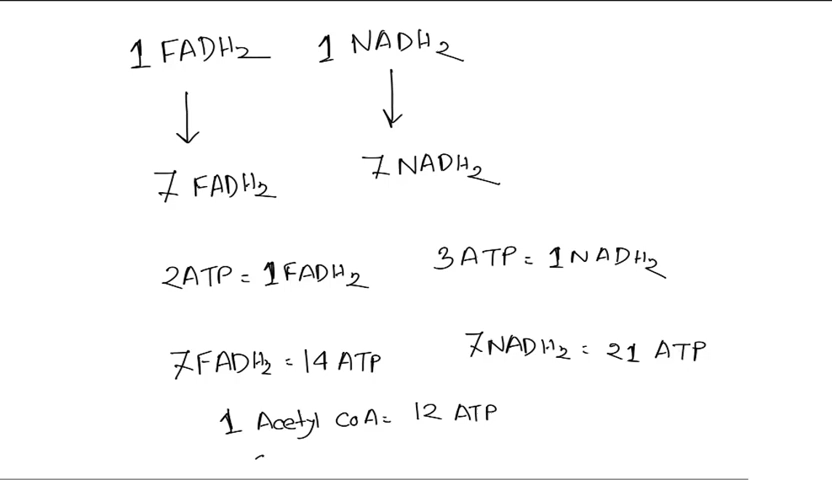 1 FADH2 1 NADH2
7 FADH2 7 NADH2
2ATP = 1FADH2 3ATP = 1NADH2
7FADH2 = 14 ATP 7NADH2 = 21 ATP
1 Acetyl CoA = 12 ATP